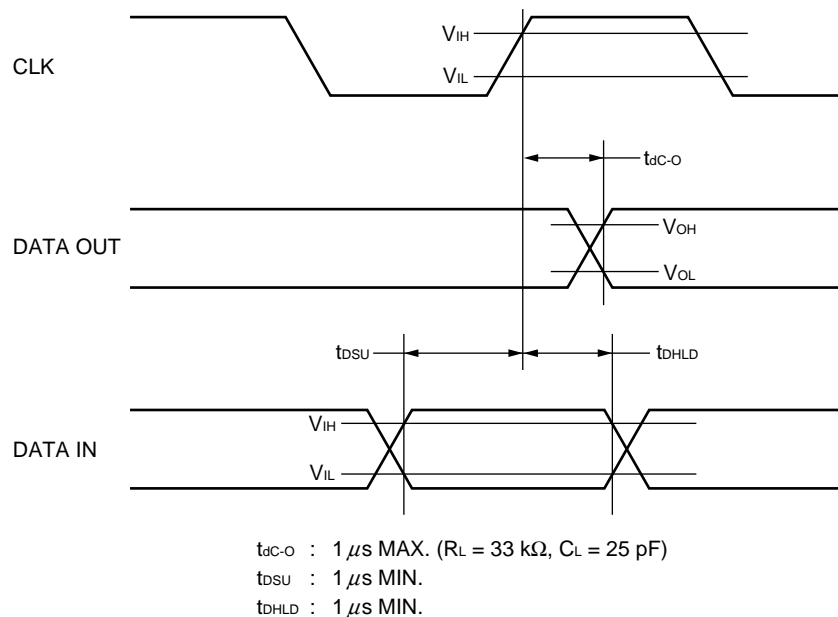 VIH
CLK
VIL
tdC-O
DATA OUT
VOH
VOL
tDSU
tDHLD
VIH
DATA IN
VIL
tdC-O : 1 μs MAX. (RL = 33 kΩ, CL = 25 pF)
tDSU : 1 μs MIN.
tDHLD : 1 μs MIN.